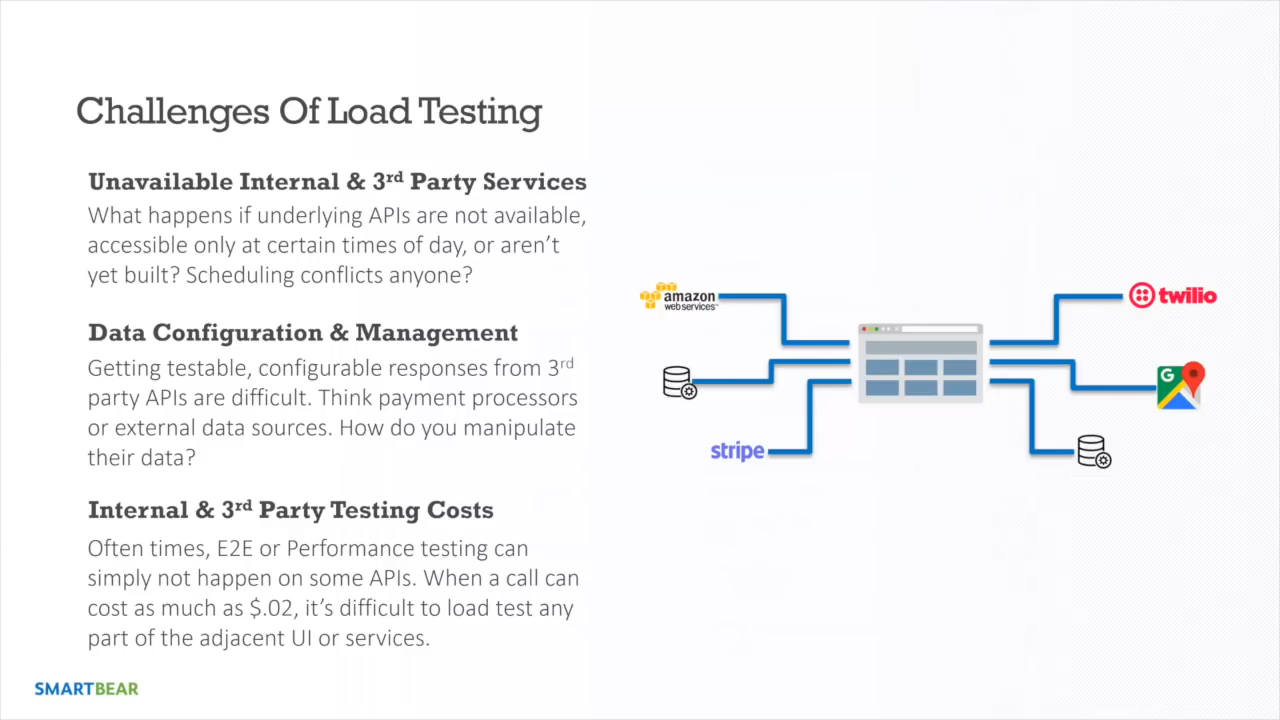 Challenges Of Load Testing
Unavailable Internal & 3rd Party Services
What happens if underlying APIs are not available,
accessible only at certain times of day, or aren't
yet built? Scheduling conflicts anyone?
Data Configuration & Management
Getting testable, configurable responses from 3rd
party APIs are difficult. Think payment processors
or external data sources. How do you manipulate
their data?
Internal & 3rd Party Testing Costs
Often times, E2E or Performance testing can
simply not happen on some APIs. When a call can
cost as much as $.02, it's difficult to load test any
part of the adjacent UI or services.
amazon
web services™
stripe
twilio
G
SMARTBEAR